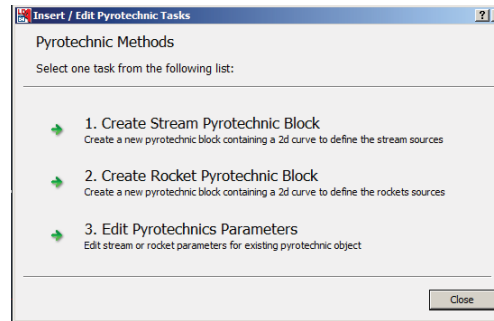 Insert / Edit Pyrotechnic Tasks
?
Pyrotechnic Methods
Select one task from the following list:
1. Create Stream Pyrotechnic Block
Create a new pyrotechnic block containing a 2d curve to define the stream sources
2. Create Rocket Pyrotechnic Block
Create a new pyrotechnic block containing a 2d curve to define the rockets sources
3. Edit Pyrotechnics Parameters
Edit stream or rocket parameters for existing pyrotechnic object
Close